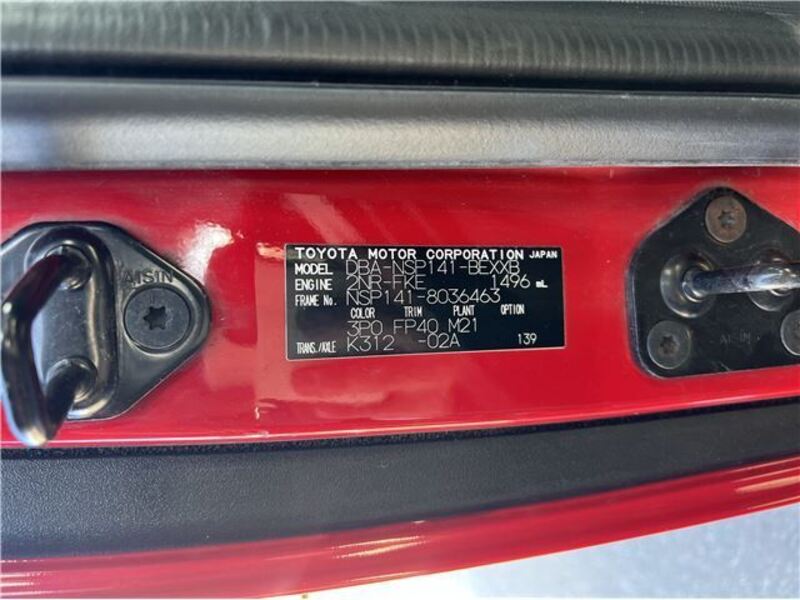 AISIN
TOYOTA MOTOR CORPORATION JAPAN
MODEL DBA-NSP141-BEXXB
ENGINE 2NR-FKE 1496 mL
FRAME No. NSP141-8036463
COLOR TRIM PLANT OPTION
3P0 FP40 M21
TRANS./AXLE K312 -02A 139
AISIN